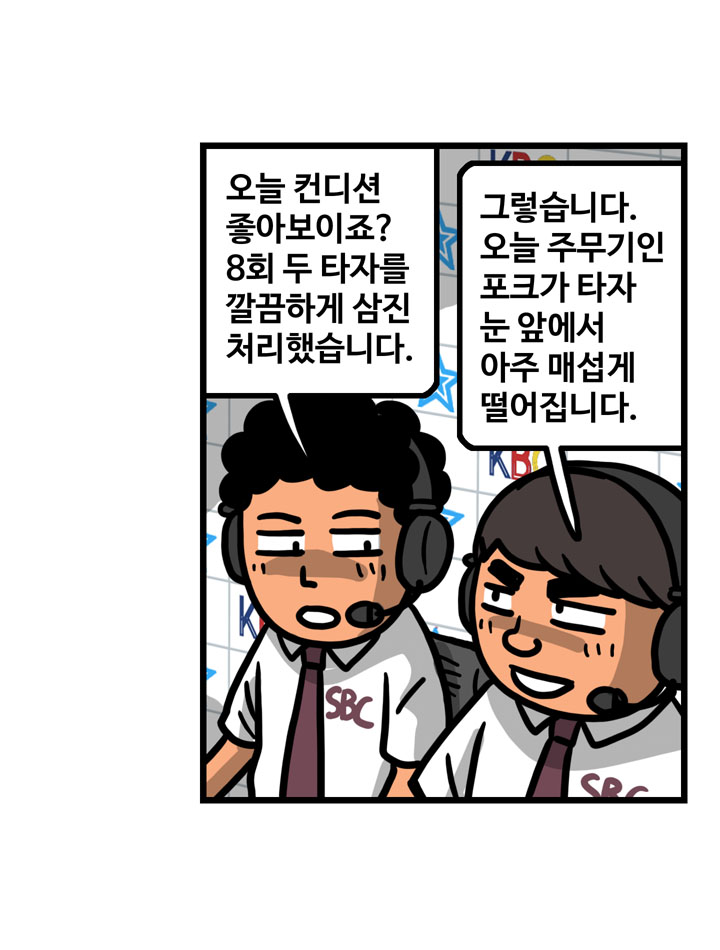 오늘 컨디션
좋아보이죠?
8회 두 타자를
깔끔하게 삼진
처리했습니다.
그렇습니다.
오늘 주무기인
포크가 타자
눈 앞에서
아주 매섭게
떨어집니다.
KBO
SBC
SBC